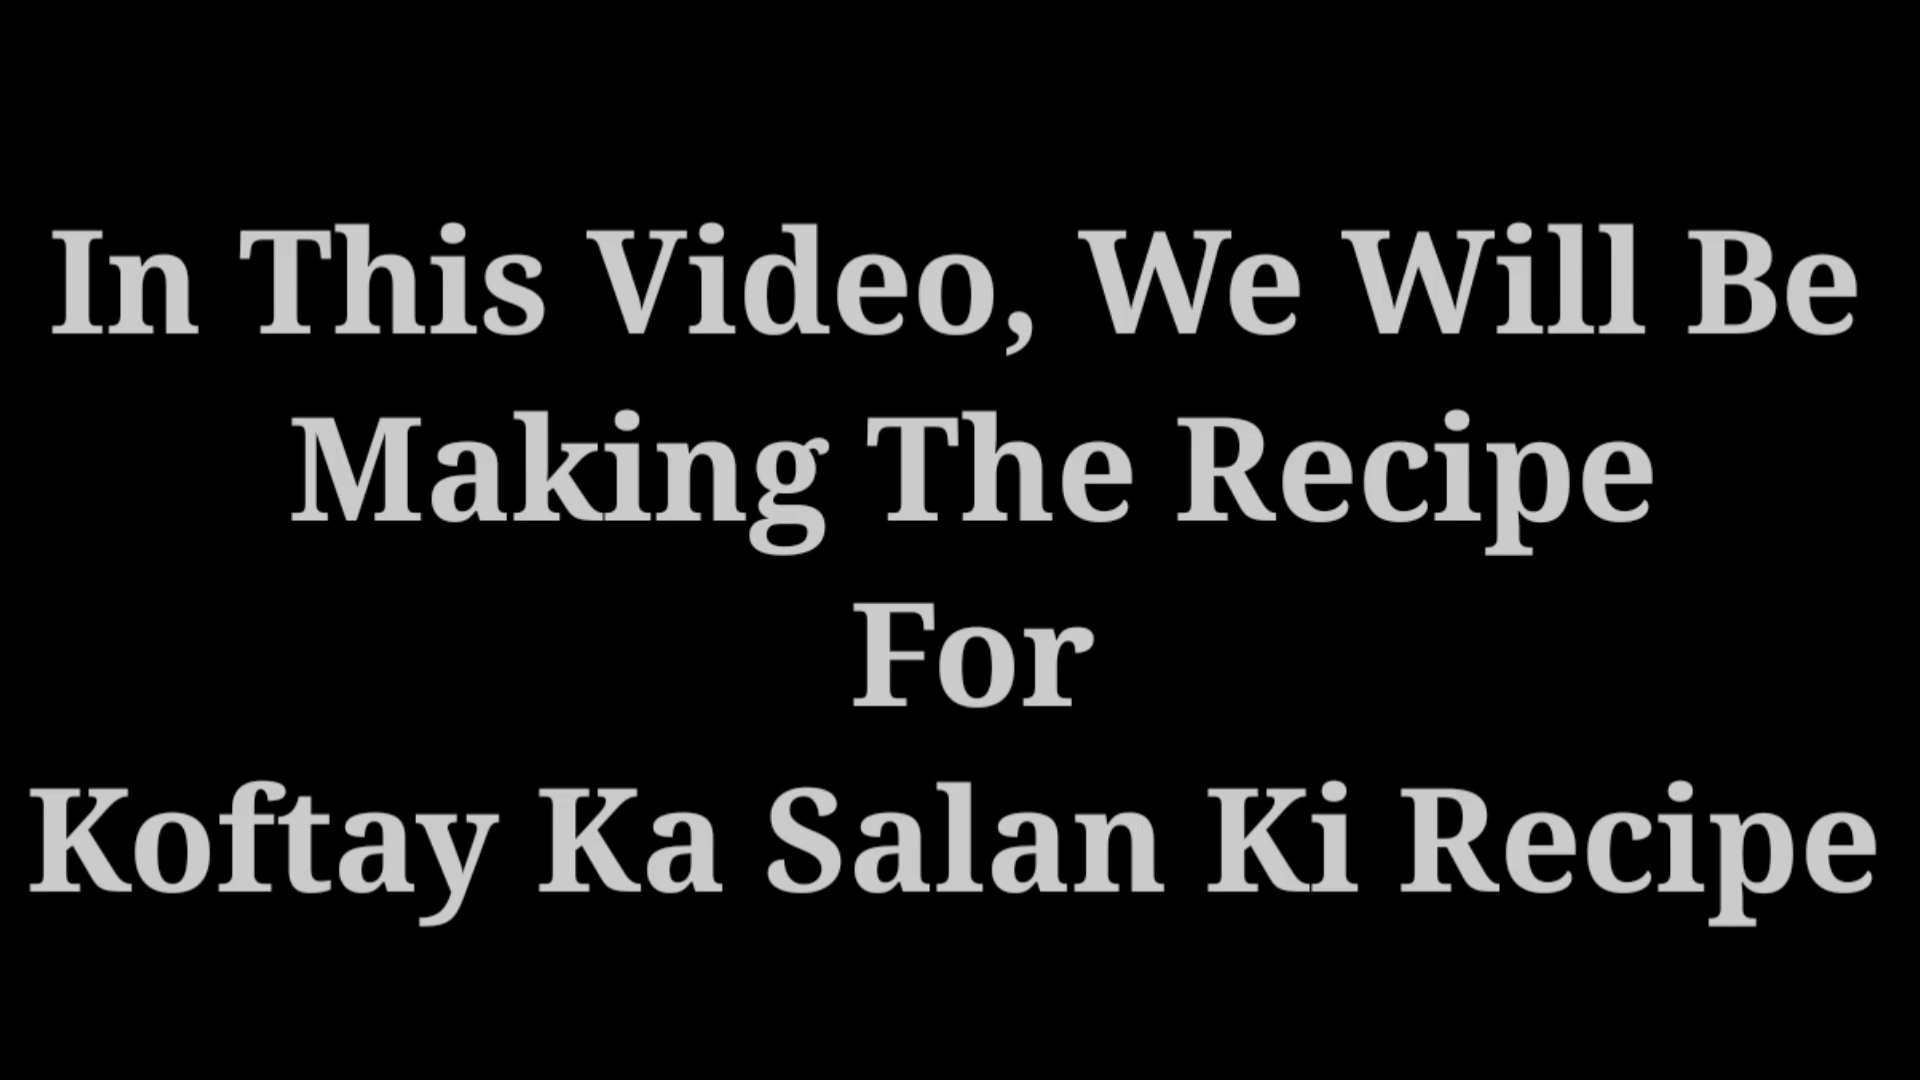 In This Video, We Will Be
Making The Recipe
For
Koftay Ka Salan Ki Recipe